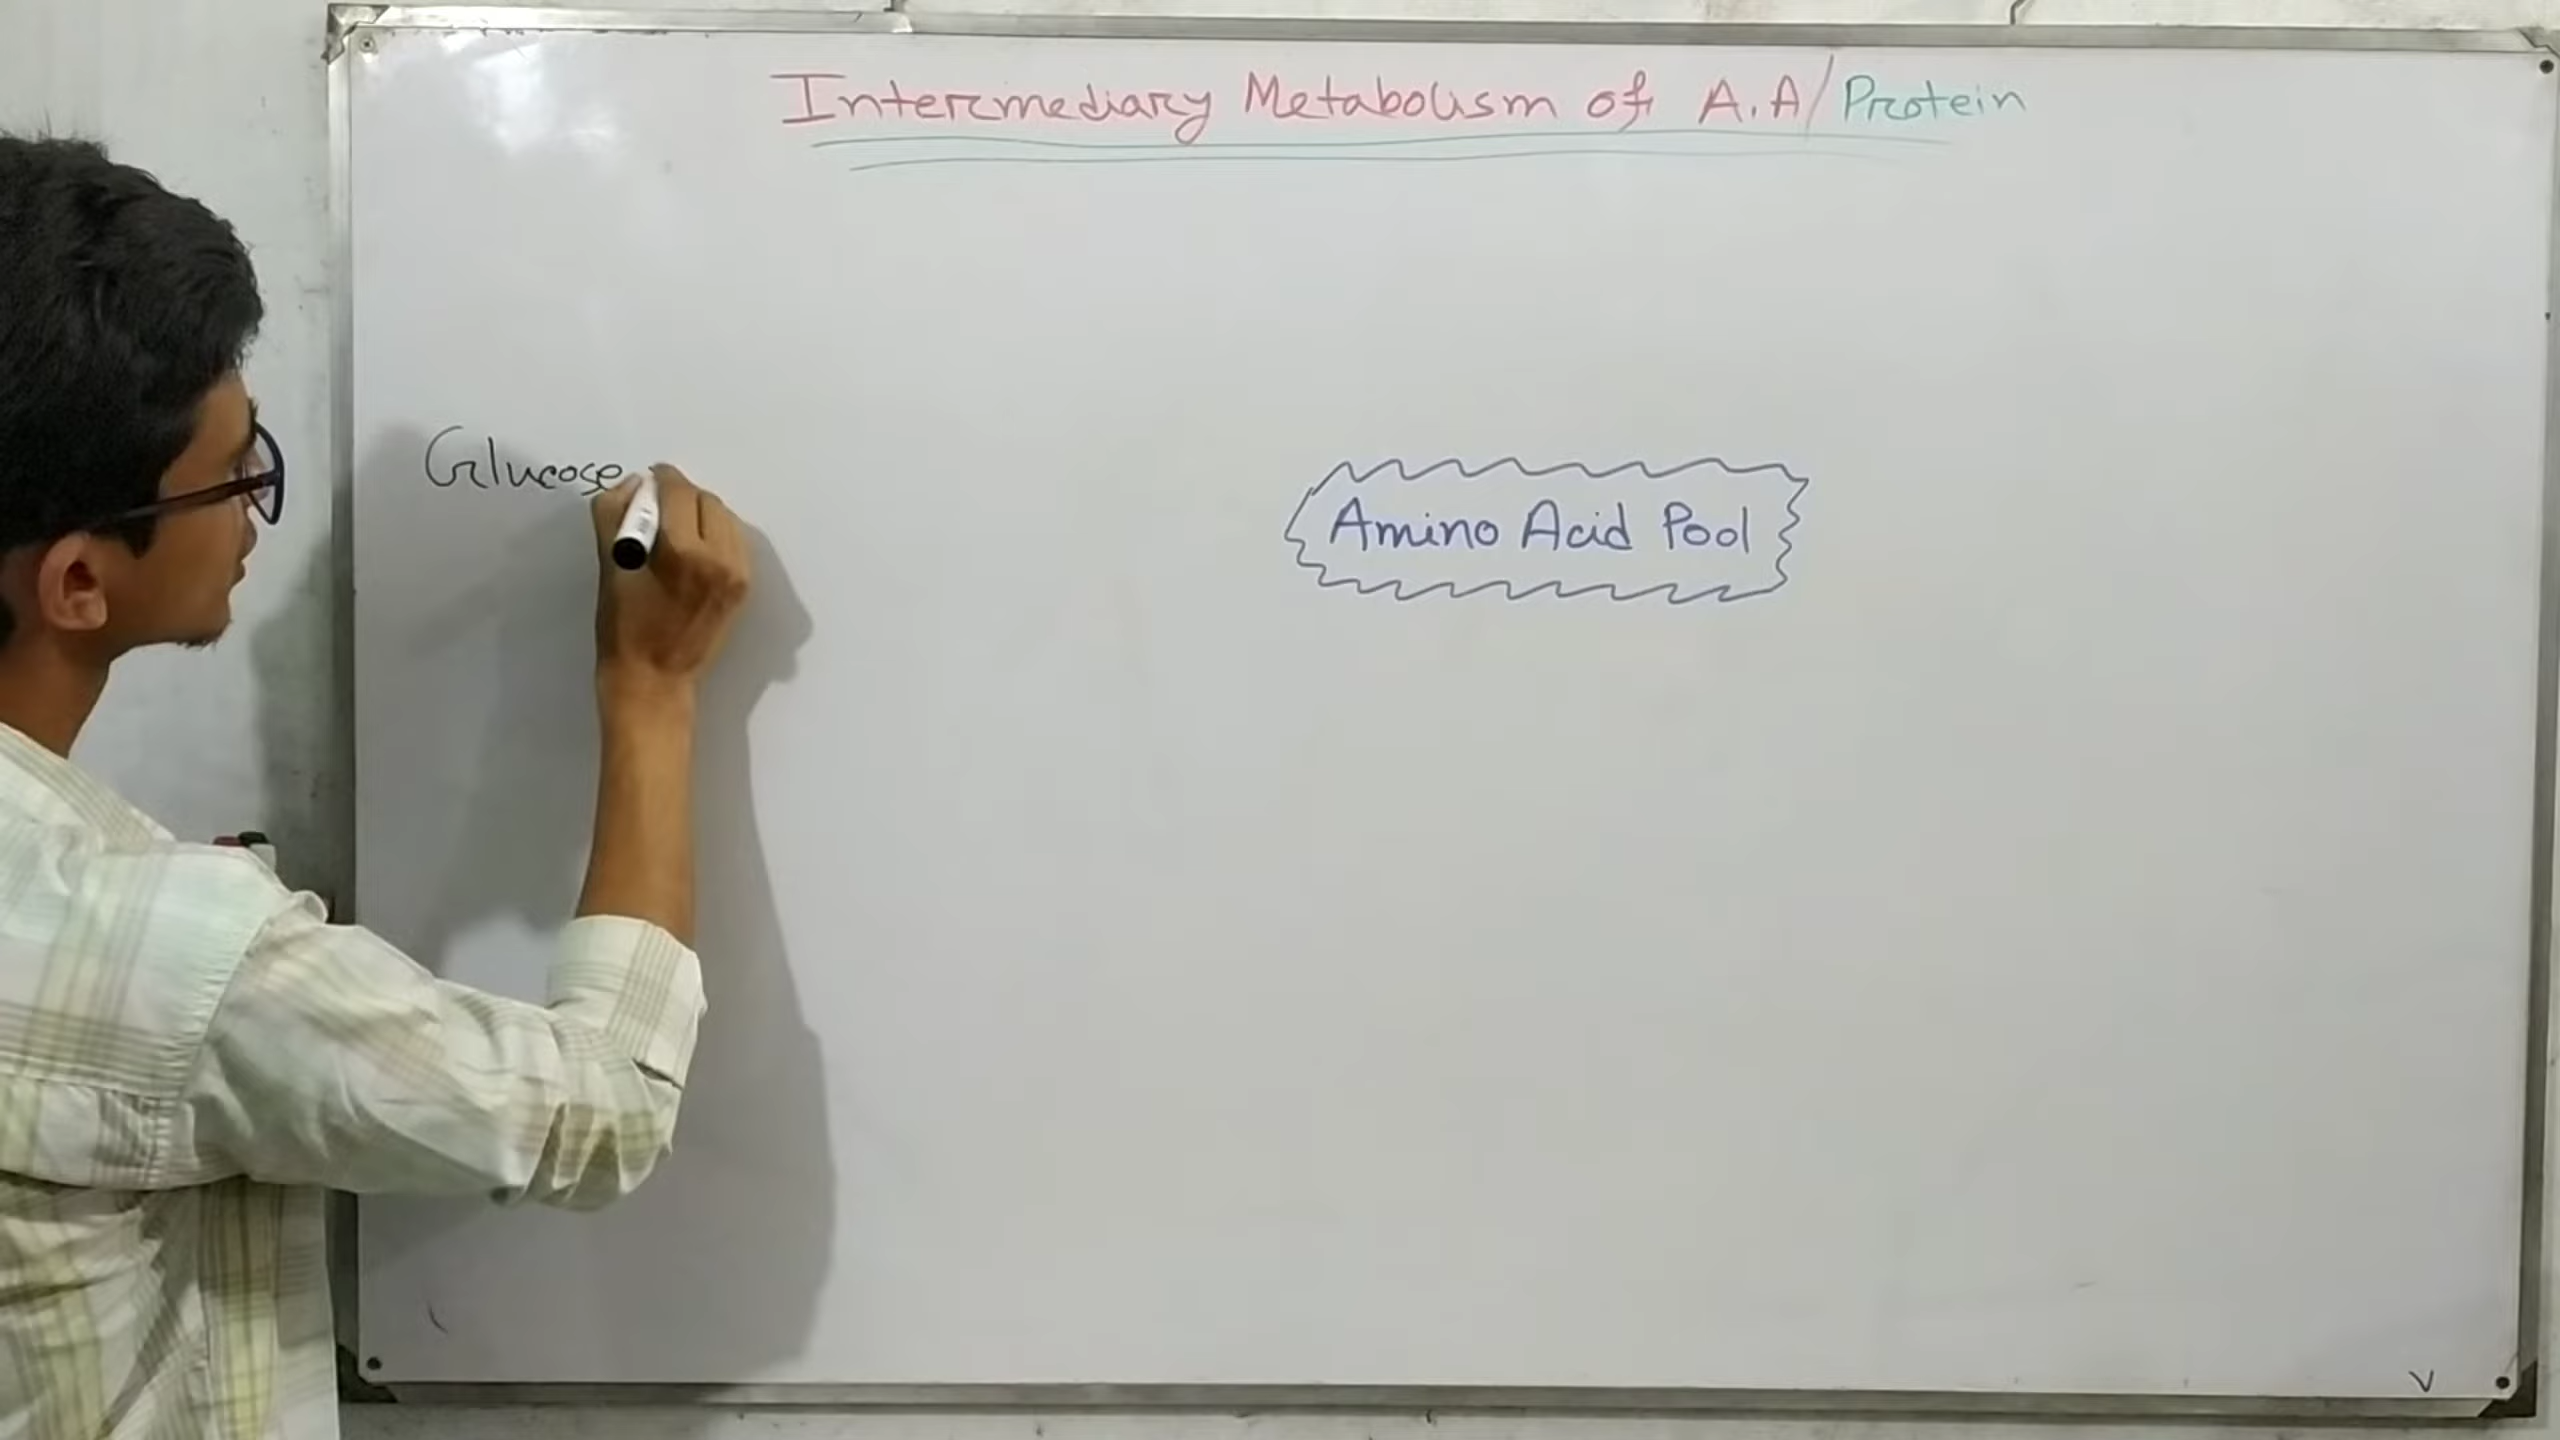 Intermediary Metabolism of A.A/Protein
Glucose
Amino Acid Pool